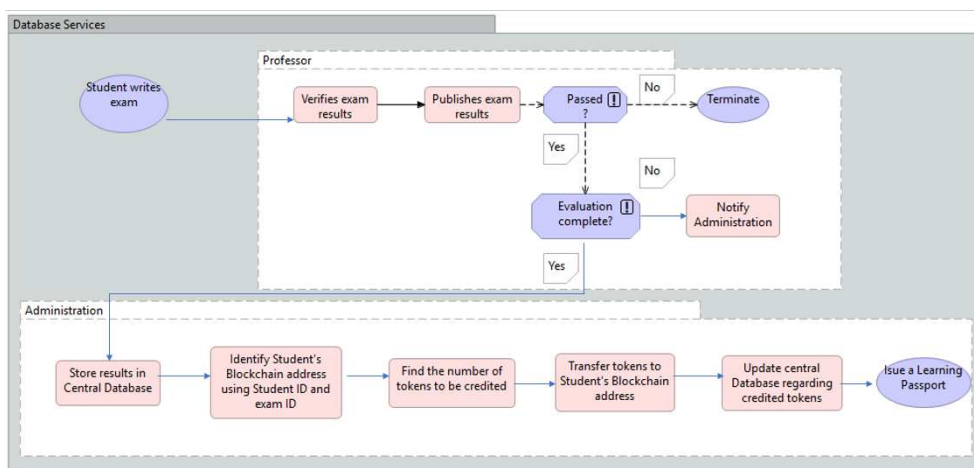 Database Services
Professor
Student writes
exam
Verifies exam
results
Publishes exam
results
Passed
?
No
Terminate
Yes
No
Evaluation
complete?
Notify
Administration
Yes
Administration
Store results in
Central Database
Identify Student's
Blockchain address
using Student ID and
exam ID
Find the number of
tokens to be credited
Transfer tokens to
Student's Blockchain
address
Update central
Database regarding
credited tokens
Isue a Learning
Passport